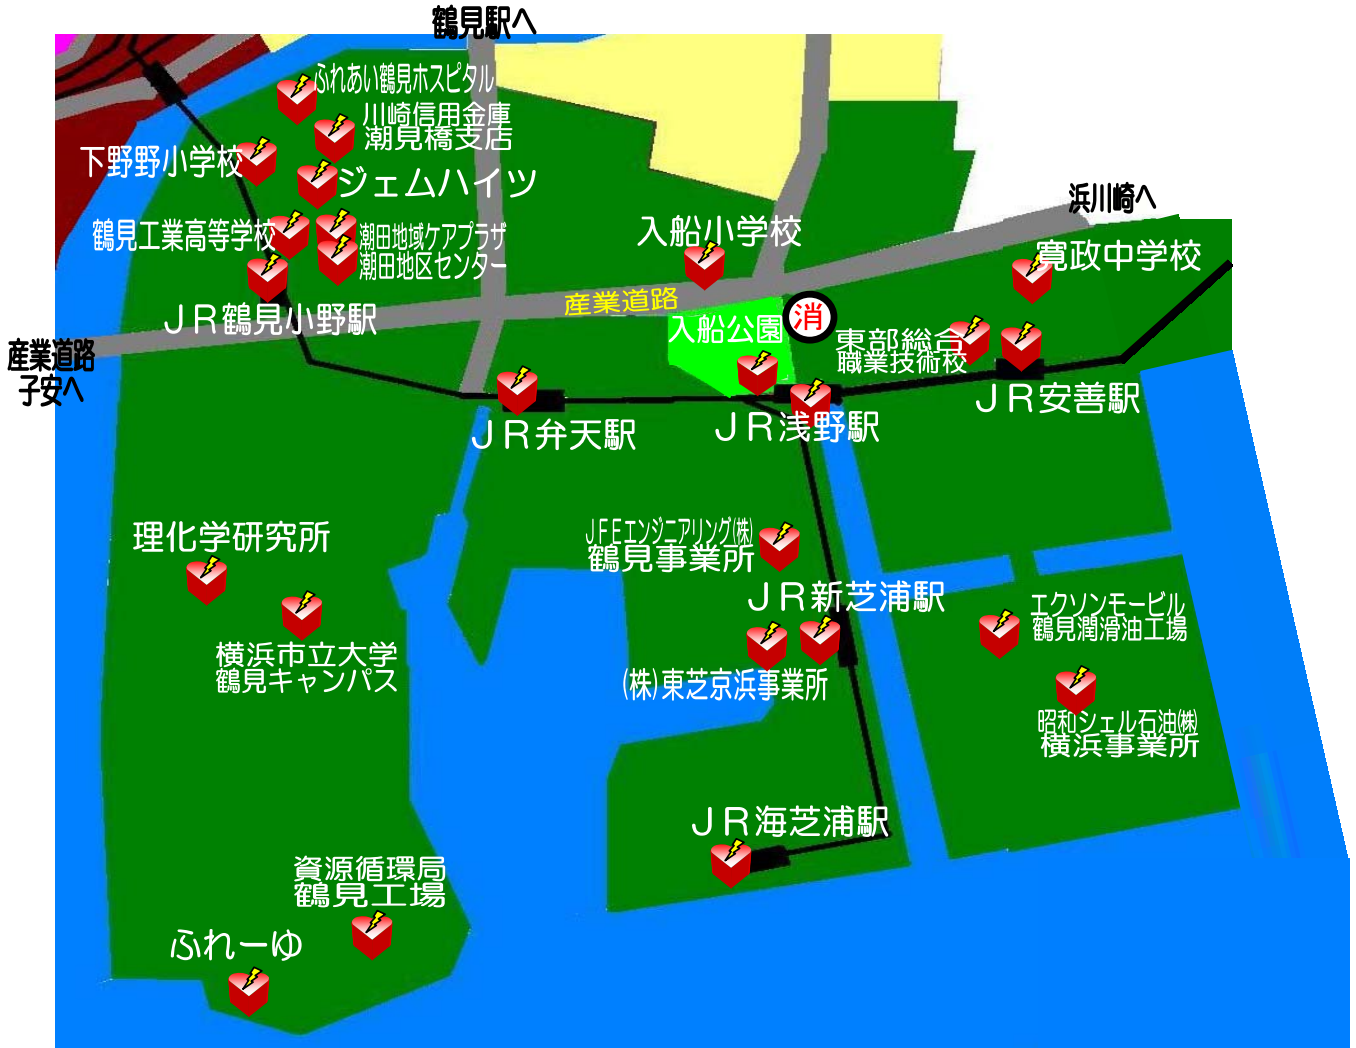 鶴見駅へ
ふれあい鶴見ホスピタル
川崎信用金庫
潮見橋支店
下野野小学校
ジェムハイツ
浜川崎へ
鶴見工業高等学校
潮田地域ケアプラザ
潮田地区センター
入船小学校
寛政中学校
ＪＲ鶴見小野駅
産業道路
入船公園
消
東部総合
職業技術校
産業道路
子安へ
ＪＲ安善駅
ＪＲ弁天駅
ＪＲ浅野駅
理化学研究所
ＪＦＥエンジニアリング(株)
鶴見事業所
ＪＲ新芝浦駅
エクソンモービル
鶴見潤滑油工場
横浜市立大学
鶴見キャンパス
(株)東芝京浜事業所
昭和シェル石油(株)
横浜事業所
ＪＲ海芝浦駅
資源循環局
鶴見工場
ふれーゆ